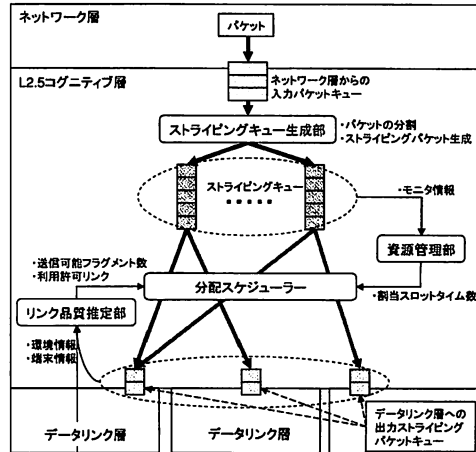 ネットワーク層
パケット
L2.5コグニティブ層
ネットワーク層からの
入力パケットキュー
ストライピングキュー生成部
・パケットの分割
・ストライピングパケット生成
ストライピングキュー
・モニタ情報
資源管理部
・送信可能フラグメント数
・利用許可リンク
分配スケジューラー
・割当スロットタイム数
リンク品質推定部
・環境情報
・端末情報
データリンク層
データリンク層
データリンク層への
出力ストライピング
パケットキュー